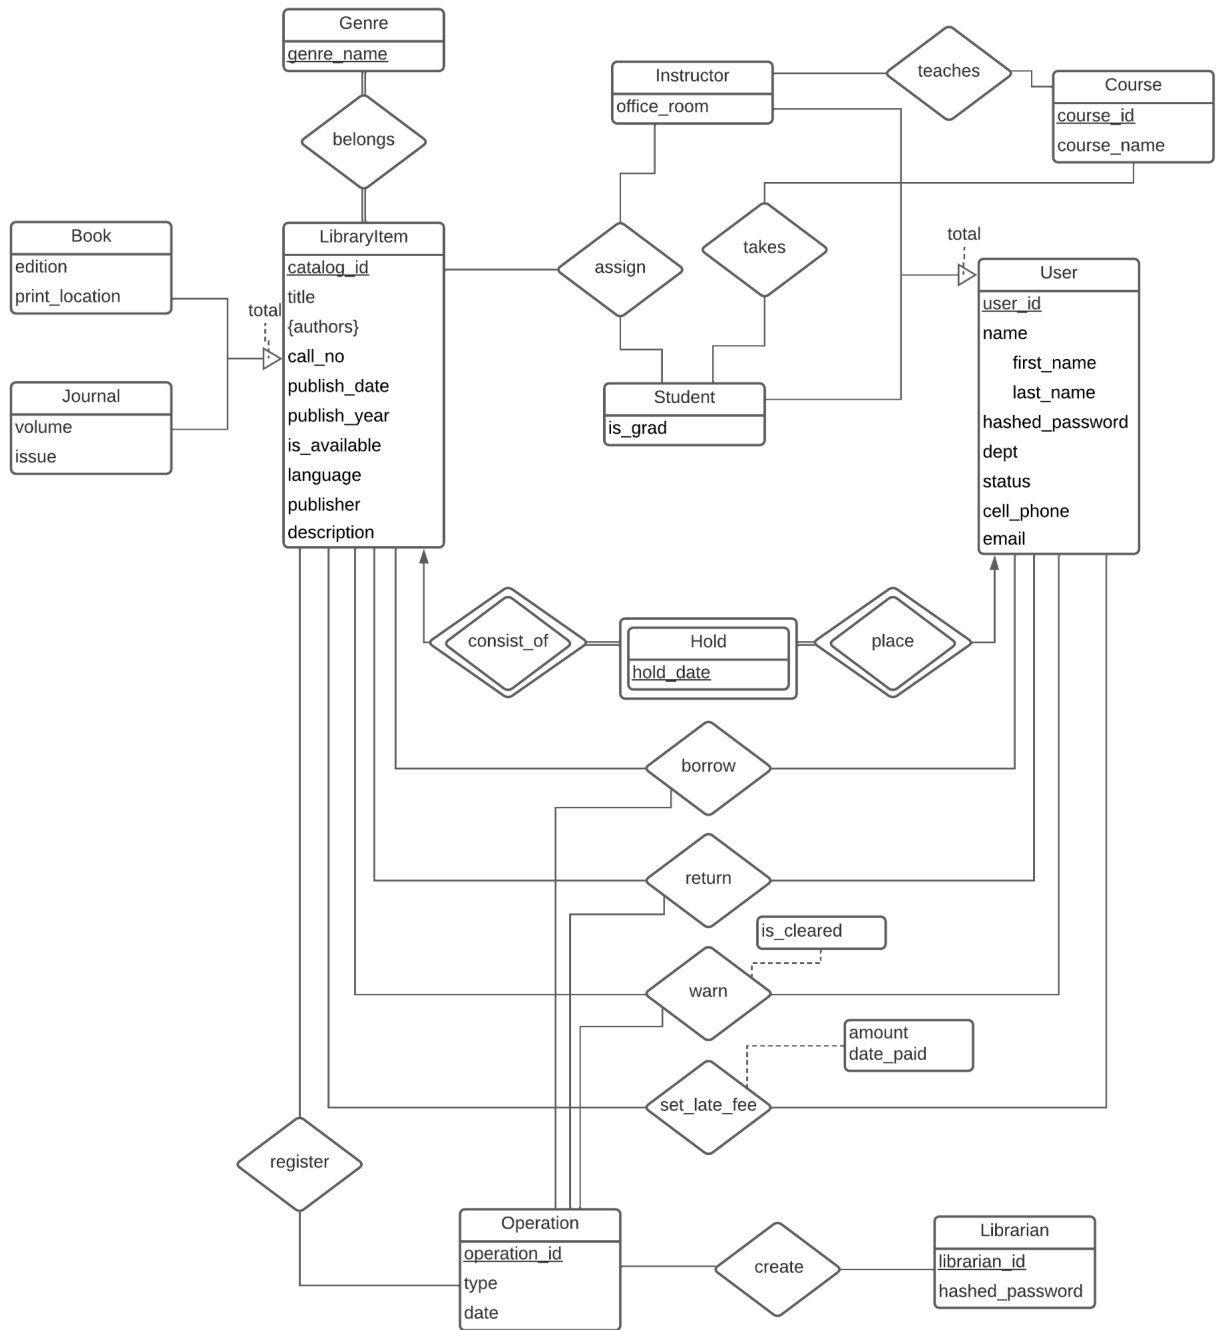 Genre
genre_name
belongs
Instructor
office_room
teaches
Course
course_id
course_name
Book
edition
print_location
Journal
volume
issue
total
LibraryItem
catalog_id
title
{authors}
call_no
publish_date
publish_year
is_available
language
publisher
description
assign
takes
Student
is_grad
total
User
user_id
name
first_name
last_name
hashed_password
dept
status
cell_phone
email
consist_of
Hold
hold_date
place
borrow
return
is_cleared
warn
amount
date_paid
set_late_fee
register
Operation
operation_id
type
date
create
Librarian
librarian_id
hashed_password